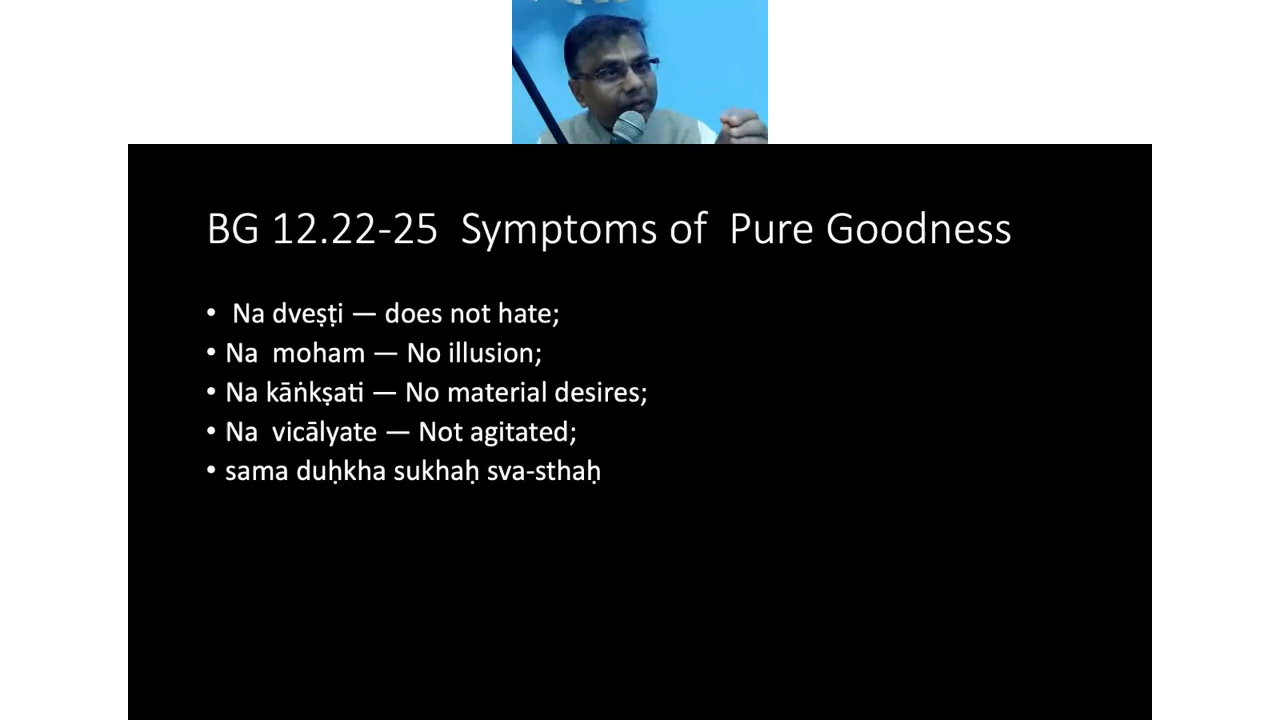 BG 12.22-25 Symptoms of Pure Goodness
• Na dveṣṭi — does not hate;
• Na moham — No illusion;
• Na kāṅkṣati — No material desires;
• Na vicālyate — Not agitated;
• sama duḥkha sukhaḥ sva-sthaḥ